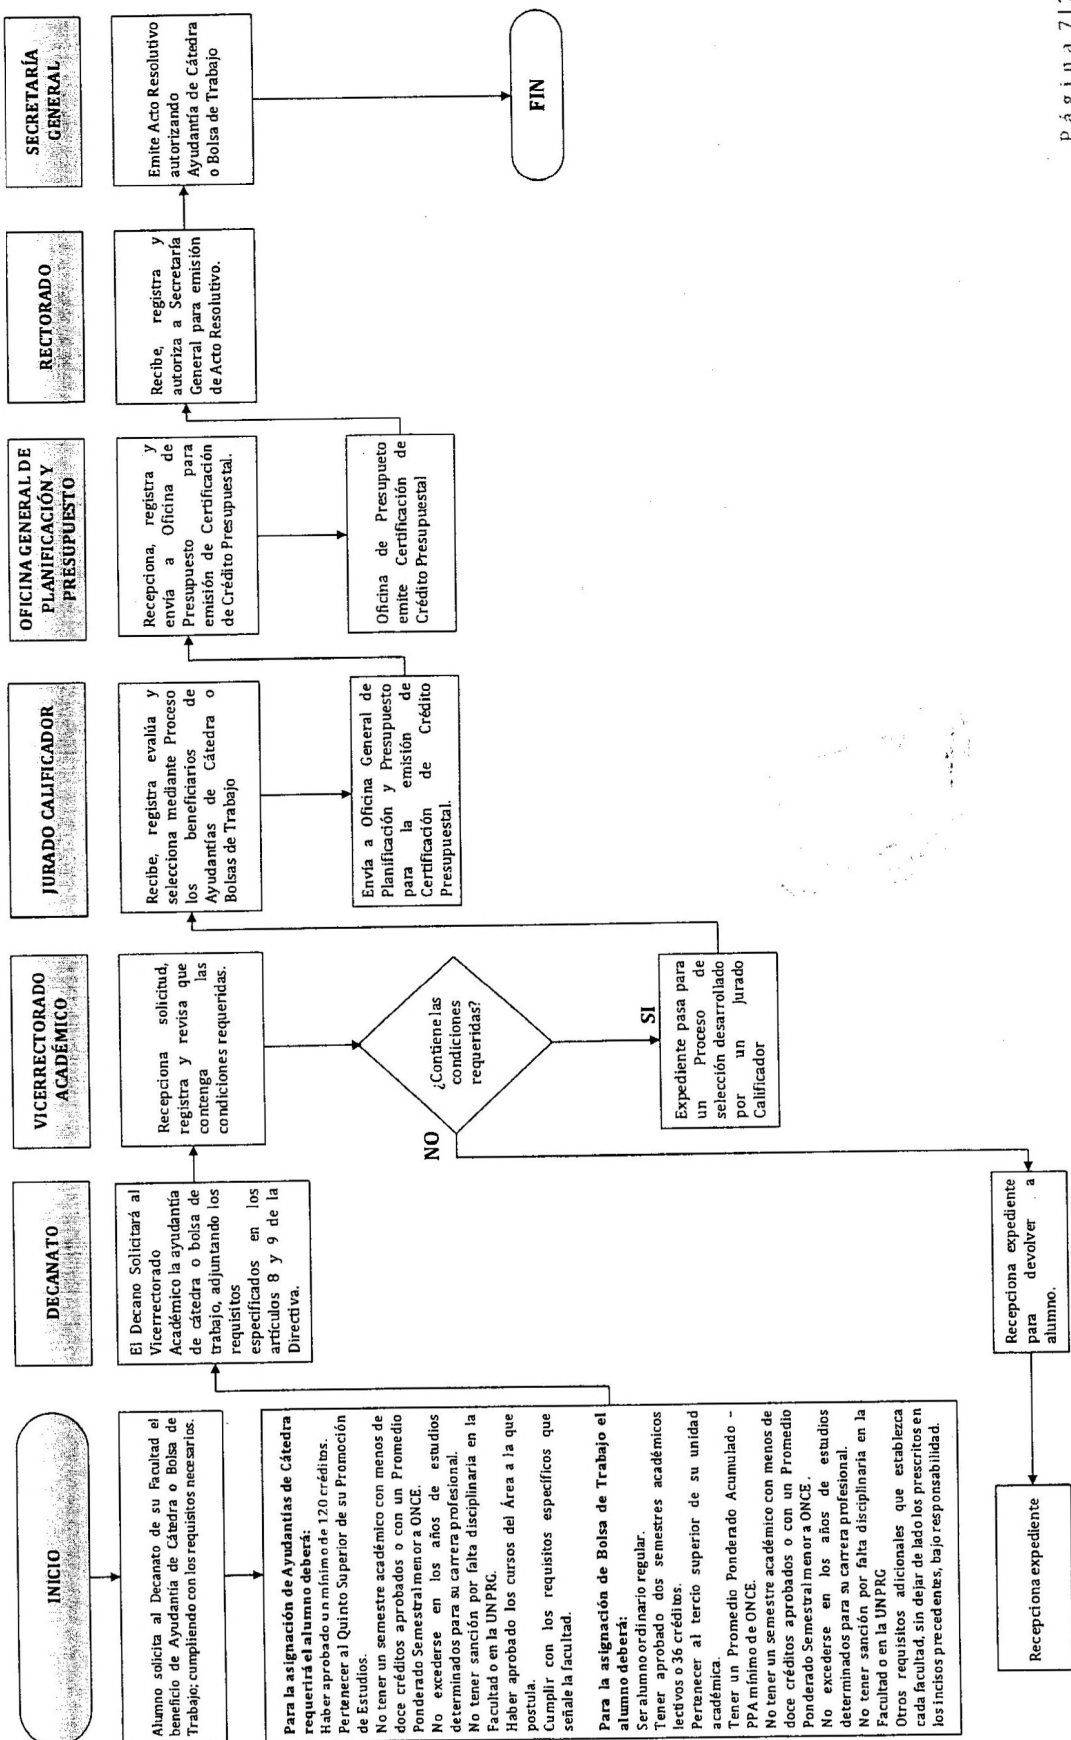 INICIO
Alumno solicita al Decanato de su Facultad el
beneficio de Ayudantía de Cátedra o Bolsa de
Trabajo; cumpliendo con los requisitos necesarios.
Para la asignación de Ayudantías de Cátedra
requerirá el alumno deberá:
Haber aprobado un mínimo de 120 créditos.
Pertenecer al Quinto Superior de su Promoción
de Estudios.
No tener un semestre académico con menos de
doce créditos aprobados o con un Promedio
Ponderado Semestral menor a ONCE.
No excederse en los años de estudios
determinados para su carrera profesional.
No tener sanción por falta disciplinaria en la
Facultad o en la UNPRG.
Haber aprobado los cursos del Área a la que
postula.
Cumplir con los requisitos específicos que
señale la facultad.
Para la asignación de Bolsa de Trabajo el
alumno deberá:
Ser alumno ordinario regular.
Tener aprobado dos semestres académicos
lectivos o 36 créditos.
Pertenecer al tercio superior de su unidad
académica.
Tener un Promedio Ponderado Acumulado –
PPA mínimo de ONCE.
No tener un semestre académico con menos de
doce créditos aprobados o con un Promedio
Ponderado Semestral menor a ONCE.
No excederse en los años de estudios
determinados para su carrera profesional.
No tener sanción por falta disciplinaria en la
Facultad o en la UNPRG
Otros requisitos adicionales que establezca
cada facultad, sin dejar de lado los prescritos en
los incisos precedentes, bajo responsabilidad.
Recepciona expediente
DECANATO
El Decano Solicitará al
Vicerrectorado
Académico la ayudantía
de cátedra o bolsa de
trabajo, adjuntando los
requisitos
especificados en los
artículos 8 y 9 de la
Directiva.
Recepciona expediente
para devolver a
alumno.
VICERRECTORADO
ACADÉMICO
Recepciona solicitud,
registra y revisa que
contenga las
condiciones requeridas.
¿Contiene las
condiciones
requeridas?
NO
SI
Expediente pasa para
un Proceso de
selección desarrollado
por un Jurado
Calificador
JURADO CALIFICADOR
Recibe, registra evalúa y
selecciona mediante Proceso
los beneficiarios de
Ayudantías de Cátedra o
Bolsas de Trabajo
Envía a Oficina General de
Planificación y Presupuesto
para la emisión de
Certificación de Crédito
Presupuestal.
OFICINA GENERAL DE
PLANIFICACIÓN Y
PRESUPUESTO
Recepciona, registra y
envía a Oficina de
Presupuesto para
emisión de Certificación
de Crédito Presupuestal.
Oficina de Presupueto
emite Certificación de
Crédito Presupuestal
RECTORADO
Recibe, registra y
autoriza a Secretaría
General para emisión
de Acto Resolutivo.
SECRETARÍA
GENERAL
Emite Acto Resolutivo
autorizando
Ayudantía de Cátedra
o Bolsa de Trabajo
FIN
Página 7|